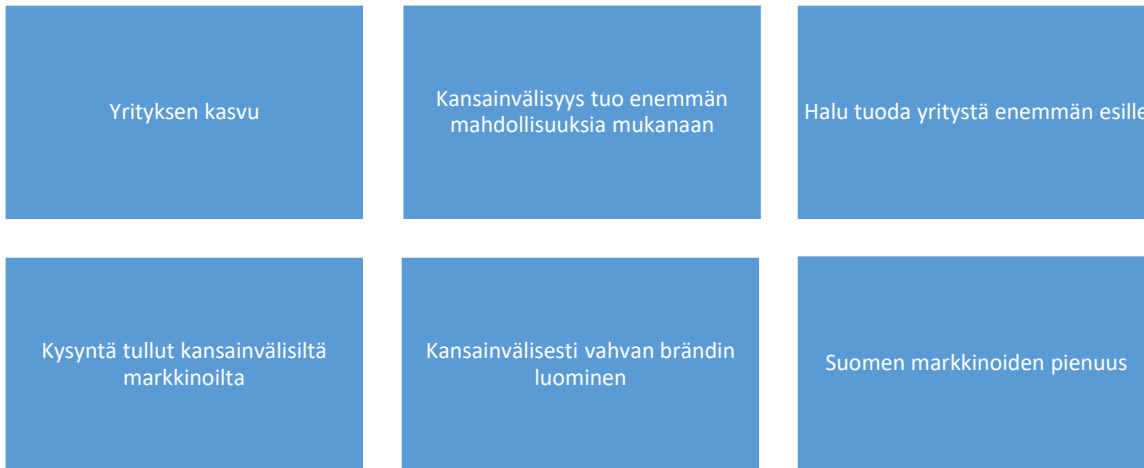 Yrityksen kasvu
Kansainvälisyys tuo enemmän
mahdollisuuksia mukanaan
Halu tuoda yritystä enemmän esille
Kysyntä tullut kansainvälisiltä
markkinoilta
Kansainvälisesti vahvan brändin
luominen
Suomen markkinoiden pienuus